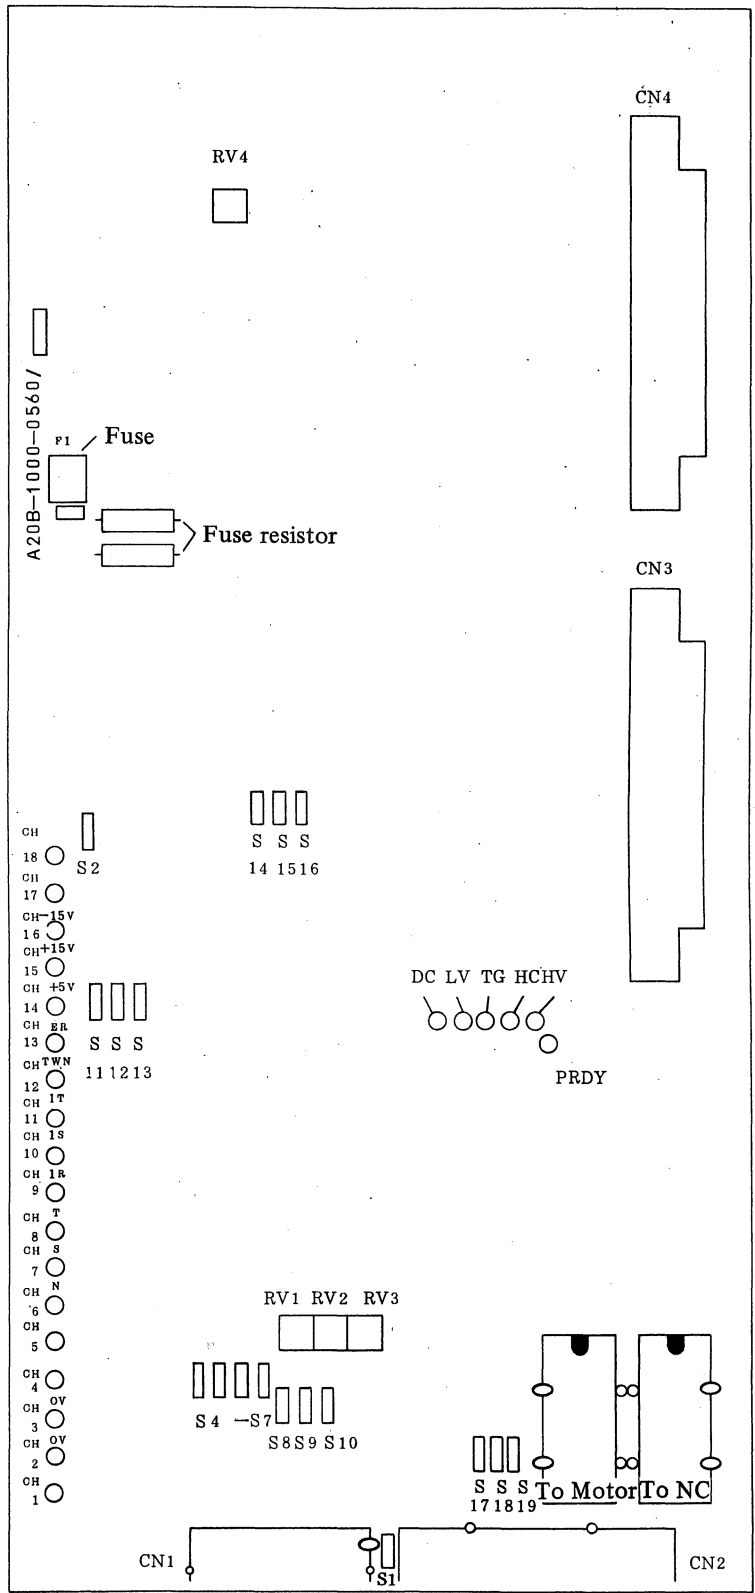 CN4
RV4
A20B-1000-0560/
F1
Fuse
Fuse resistor
CN3
CH
18
S2
S S S
14 15 16
CH
17
CH -15V
16
CH +15V
15
CH +5V
14
CH ER
13
CH TWN
12
S S S
11 12 13
DC LV TG HC HV
PRDY
CH 1T
11
CH 1S
10
CH 1R
9
CH T
8
CH S
7
CH N
6
CH
5
RV1 RV2 RV3
CH
4
CH 0V
3
S4 -S7
S8 S9 S10
CH 0V
2
CH
1
S S S
17 18 19
To Motor To NC
CN1
S1
CN2